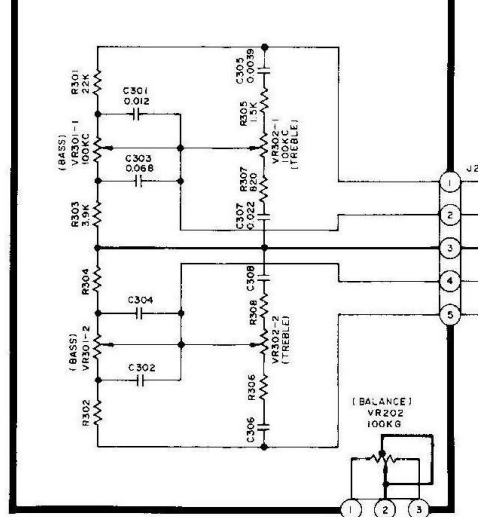 R301
22K
C301
0.012
C305
0.0039
R305
1.5K
(BASS)
VR301-1
100KC
C303
0.068
VR302-1
100KC
(TREBLE)
R303
3.9K
R307
820
C307
0.022
J2
1
2
3
4
5
R304
C304
C308
R308
(BASS)
VR301-2
C302
VR302-2
(TREBLE)
R302
R306
C306
(BALANCE)
VR202
100KG
1
2
3